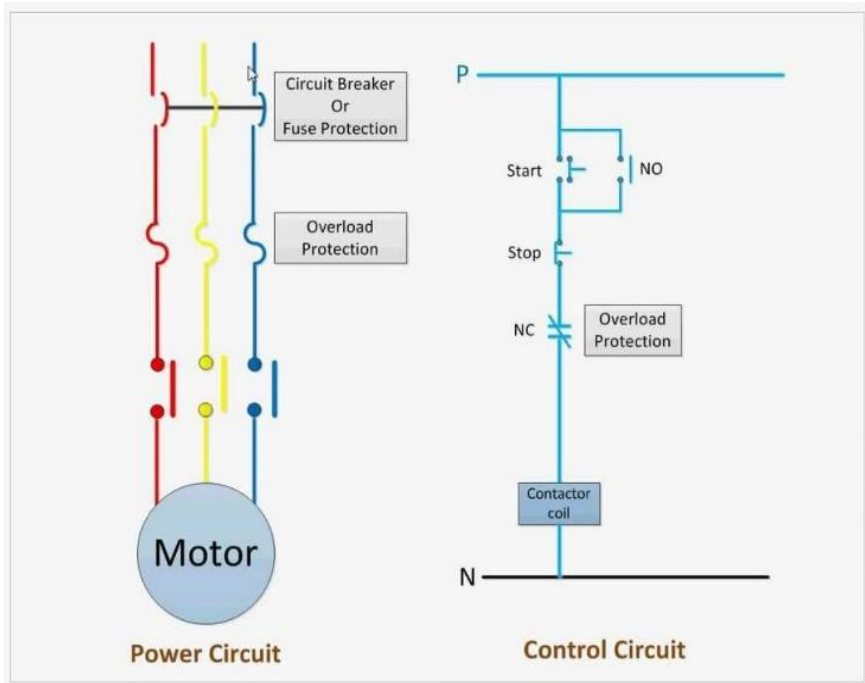 Circuit Breaker
Or
Fuse Protection
Overload
Protection
Motor
Power Circuit
P
Start
NO
Stop
NC
Overload
Protection
Contactor
coil
N
Control Circuit